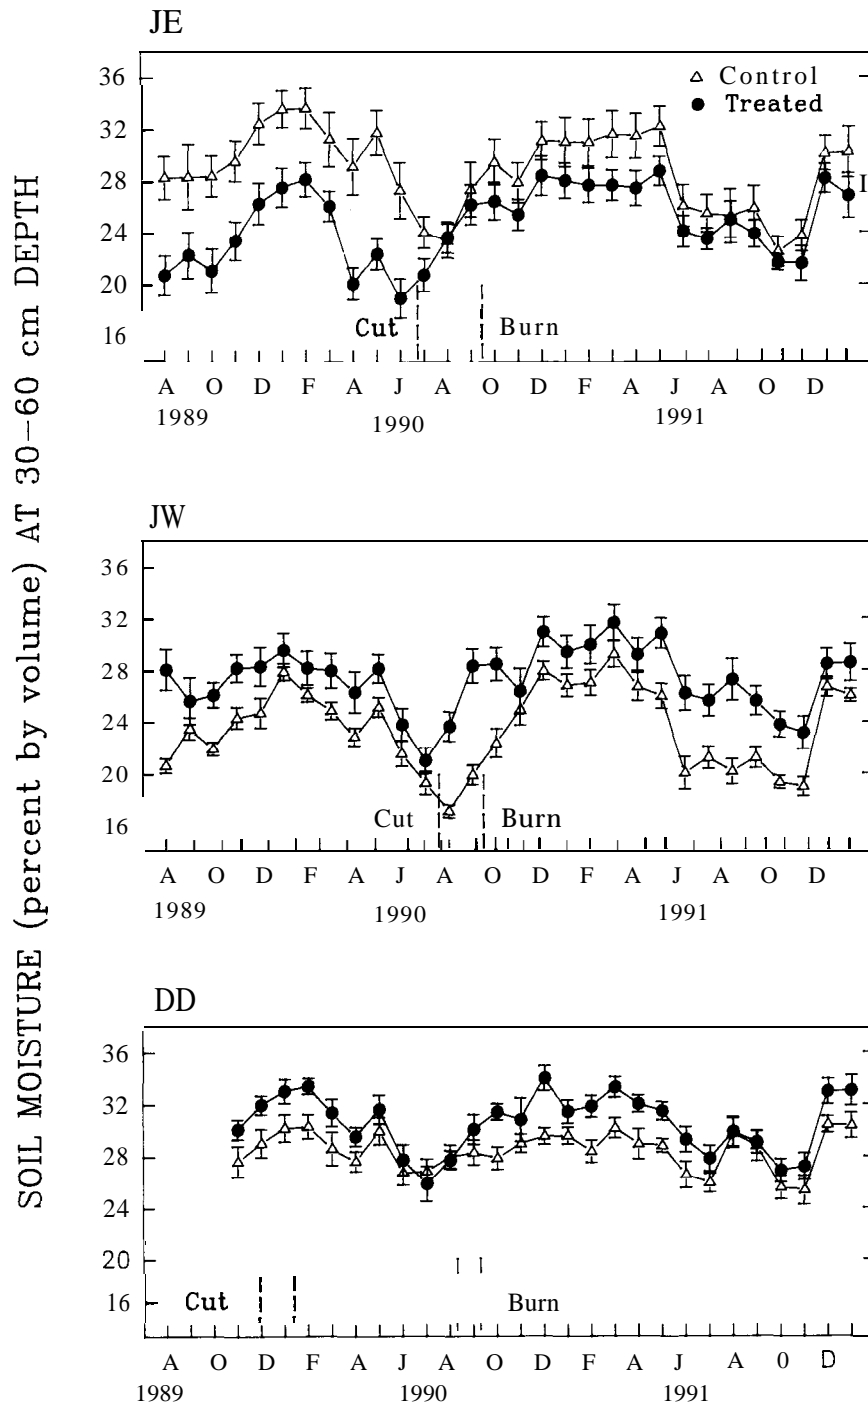 SOIL MOISTURE (percent by volume) AT 30-60 cm DEPTH
JE
36
32
28
24
20
16
Control
Treated
I
Cut
Burn
A O D F A J A O D F A J A O D
1989 1990 1991
JW
36
32
28
24
20
16
Cut
Burn
A O D F A J A O D F A J A O D
1989 1990 1991
DD
36
32
28
24
20
16
Cut
Burn
A O D F A J A O D F A J A 0 D
1989 1990 1991